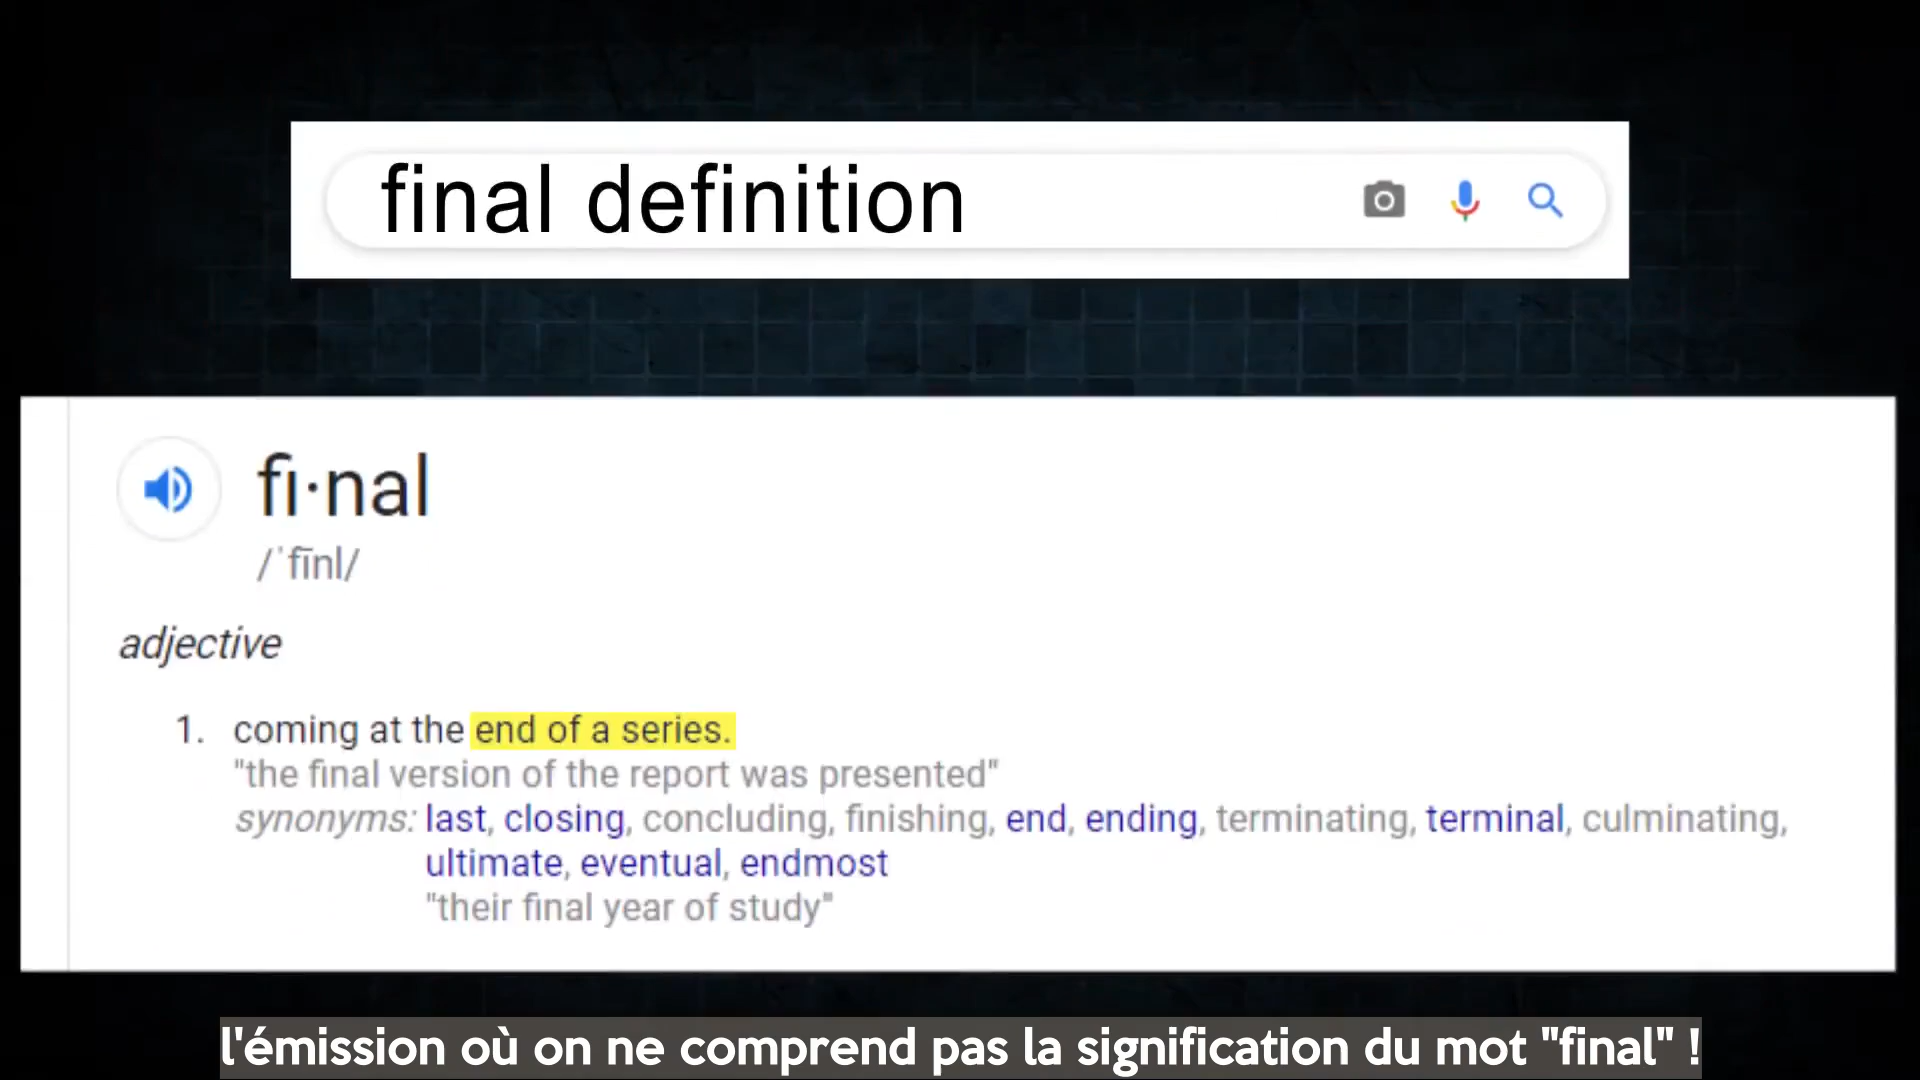 final definition
fi·nal
/ˈfīnl/
adjective
1. coming at the end of a series.
"the final version of the report was presented"
synonyms: last, closing, concluding, finishing, end, ending, terminating, terminal, culminating,
ultimate, eventual, endmost
"their final year of study"
l'émission où on ne comprend pas la signification du mot "final" !